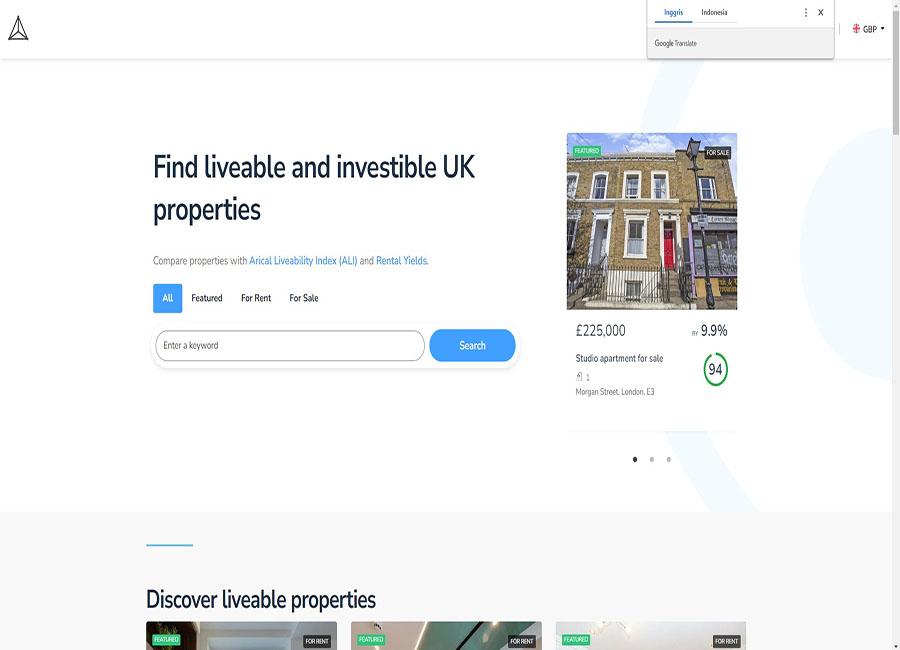 Inggris Indonesia
Google Translate
GBP
Find liveable and investible UK
properties
Compare properties with Arical Liveability Index (ALI) and Rental Yields.
All Featured For Rent For Sale
Enter a keyword Search
FEATURED FOR SALE
£225,000 RY 9.9%
Studio apartment for sale
94
1
Morgan Street, London, E3
Discover liveable properties
FEATURED FOR RENT FEATURED FOR RENT FEATURED FOR RENT